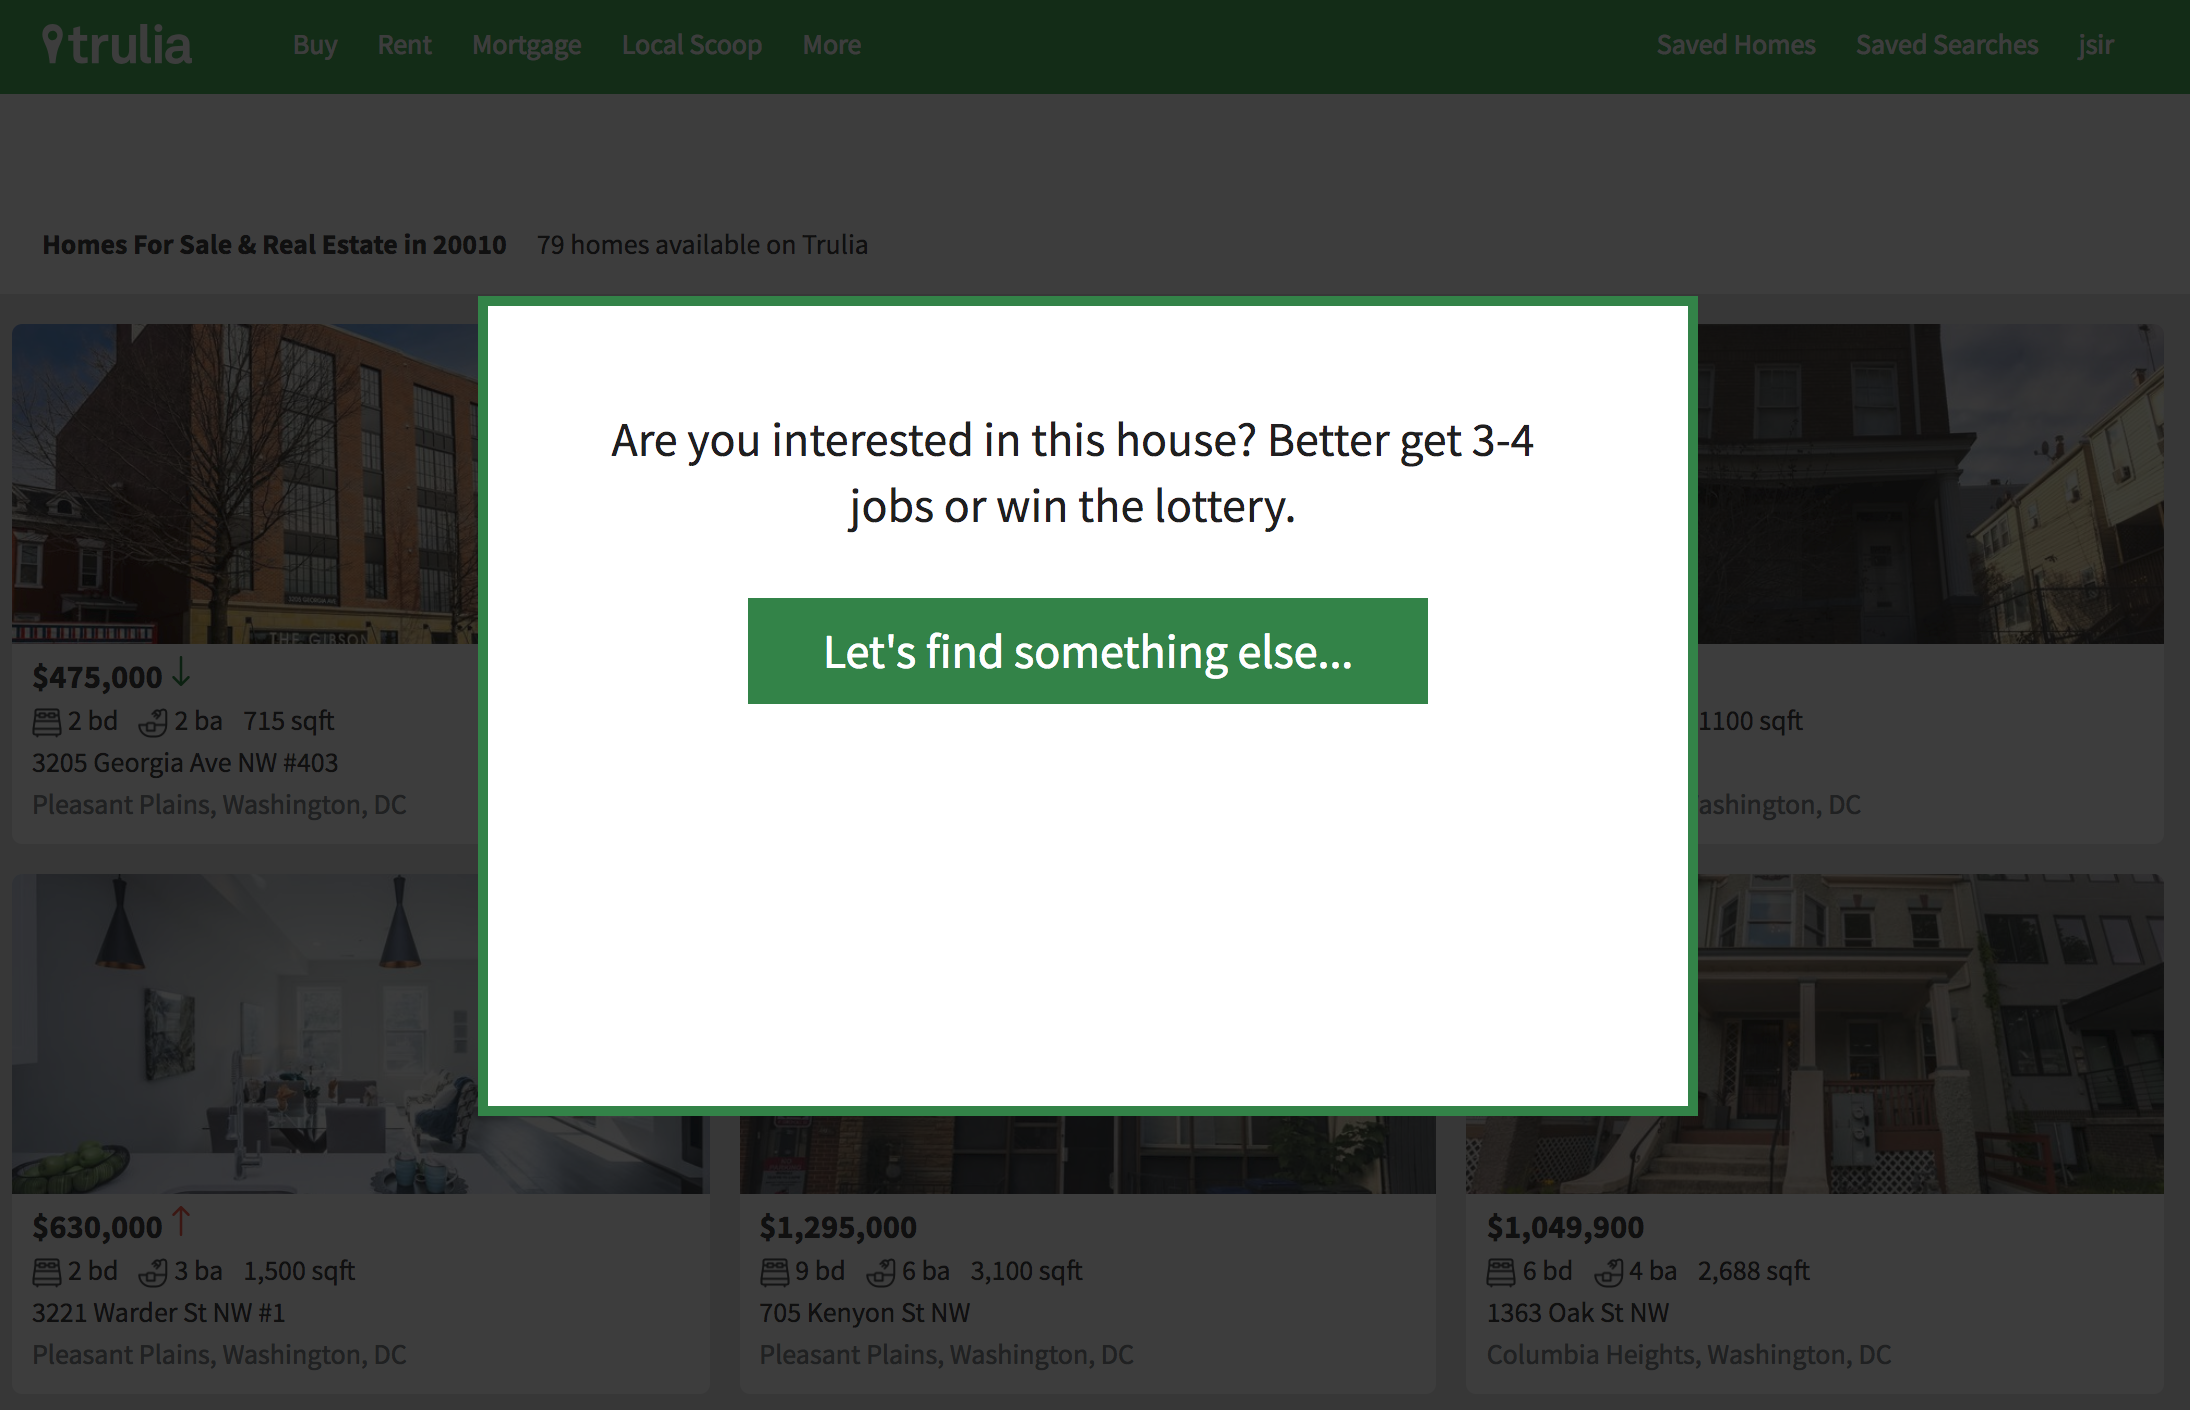 trulia
Buy Rent Mortgage Local Scoop More
Saved Homes Saved Searches jsir
Homes For Sale & Real Estate in 20010 79 homes available on Trulia
Are you interested in this house? Better get 3-4
jobs or win the lottery.
Let's find something else...
THE GIBSON
$475,000
2 bd 2 ba 715 sqft
3205 Georgia Ave NW #403
Pleasant Plains, Washington, DC
1100 sqft
ashington, DC
$630,000
2 bd 3 ba 1,500 sqft
3221 Warder St NW #1
Pleasant Plains, Washington, DC
$1,295,000
9 bd 6 ba 3,100 sqft
705 Kenyon St NW
Pleasant Plains, Washington, DC
$1,049,900
6 bd 4 ba 2,688 sqft
1363 Oak St NW
Columbia Heights, Washington, DC